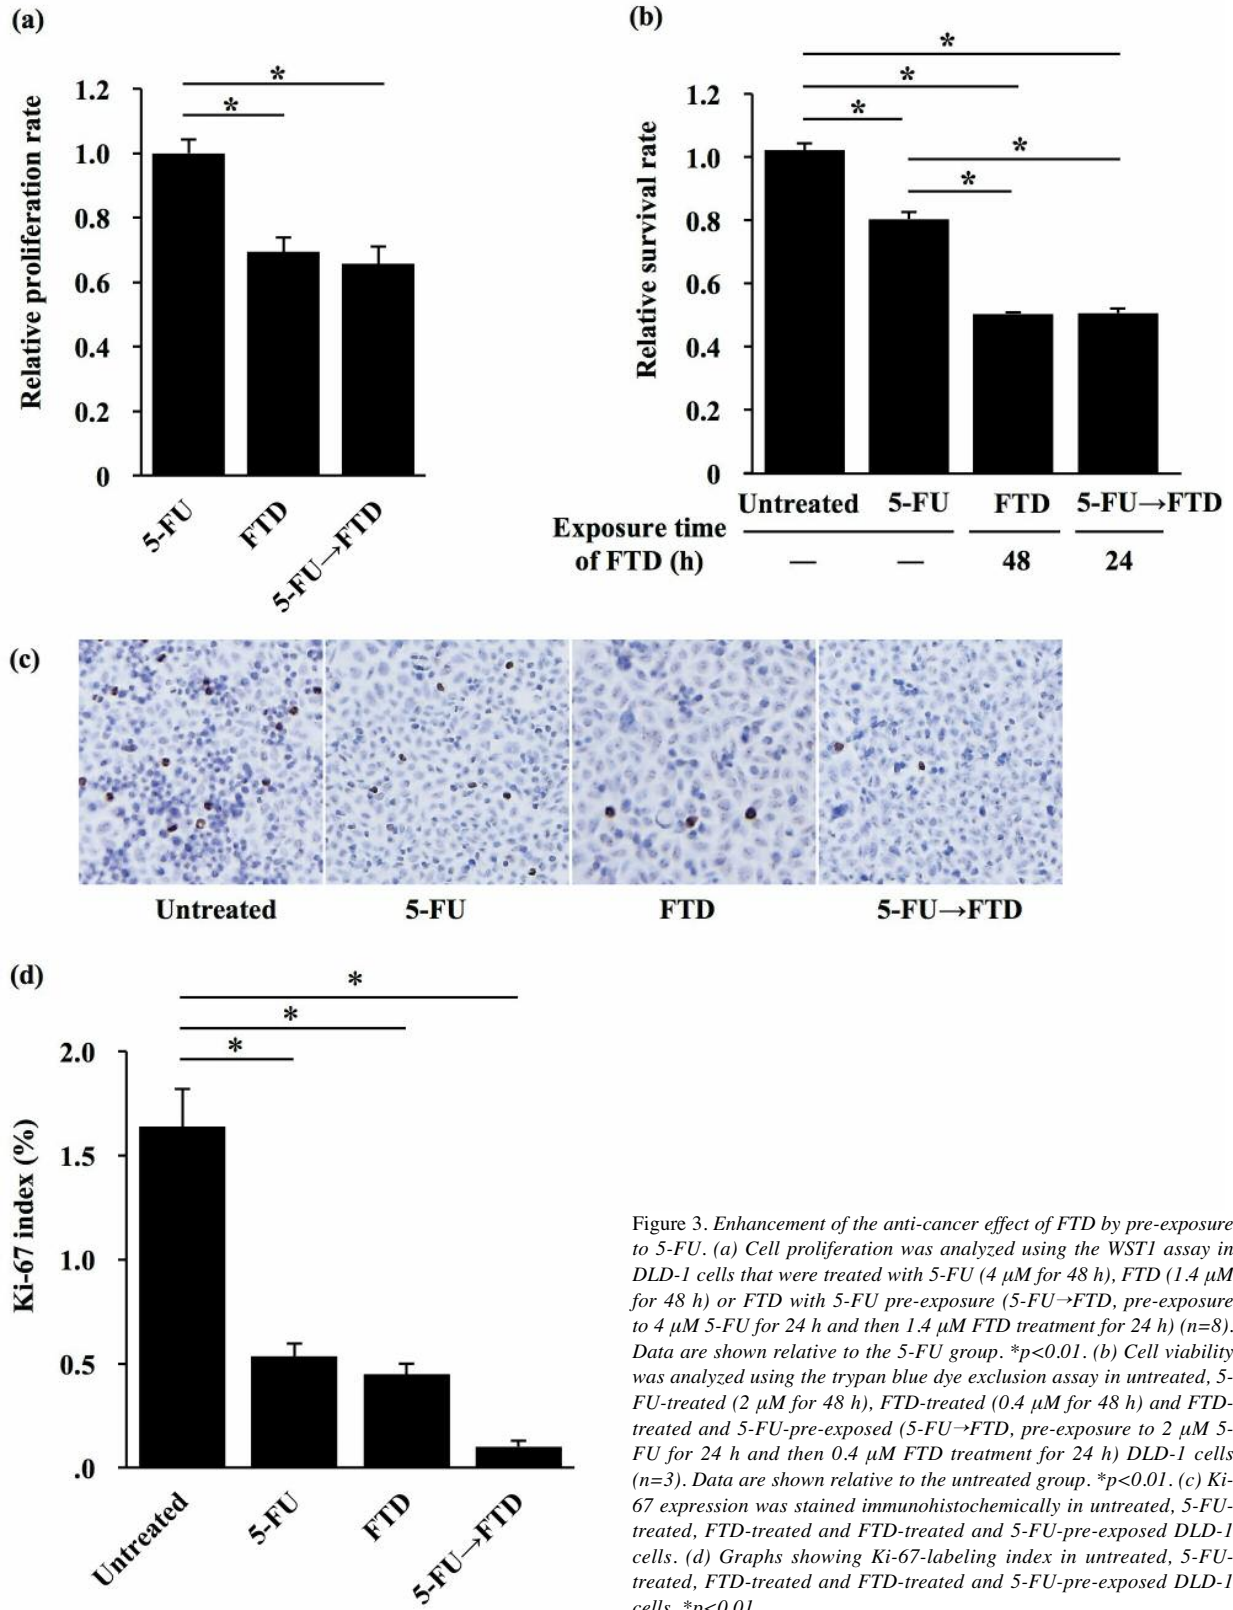 (a)
Relative proliferation rate
1.2
1.0
0.8
0.6
0.4
0.2
0
*
*
5-FU
FTD
5-FU→FTD
(b)
Relative survival rate
1.2
1.0
0.8
0.6
0.4
0.2
0
*
*
*
*
*
Untreated 5-FU FTD 5-FU→FTD
Exposure time
of FTD (h) — — 48 24
(c)
Untreated 5-FU FTD 5-FU→FTD
(d)
Ki-67 index (%)
2.0
1.5
1.0
0.5
.0
*
*
*
Untreated
5-FU
FTD
5-FU→FTD
Figure 3. Enhancement of the anti-cancer effect of FTD by pre-exposure
to 5-FU. (a) Cell proliferation was analyzed using the WST1 assay in
DLD-1 cells that were treated with 5-FU (4 μM for 48 h), FTD (1.4 μM
for 48 h) or FTD with 5-FU pre-exposure (5-FU→FTD, pre-exposure
to 4 μM 5-FU for 24 h and then 1.4 μM FTD treatment for 24 h) (n=8).
Data are shown relative to the 5-FU group. *p<0.01. (b) Cell viability
was analyzed using the trypan blue dye exclusion assay in untreated, 5-
FU-treated (2 μM for 48 h), FTD-treated (0.4 μM for 48 h) and FTD-
treated and 5-FU-pre-exposed (5-FU→FTD, pre-exposure to 2 μM 5-
FU for 24 h and then 0.4 μM FTD treatment for 24 h) DLD-1 cells
(n=3). Data are shown relative to the untreated group. *p<0.01. (c) Ki-
67 expression was stained immunohistochemically in untreated, 5-FU-
treated, FTD-treated and FTD-treated and 5-FU-pre-exposed DLD-1
cells. (d) Graphs showing Ki-67-labeling index in untreated, 5-FU-
treated, FTD-treated and FTD-treated and 5-FU-pre-exposed DLD-1
cells. *p<0.01